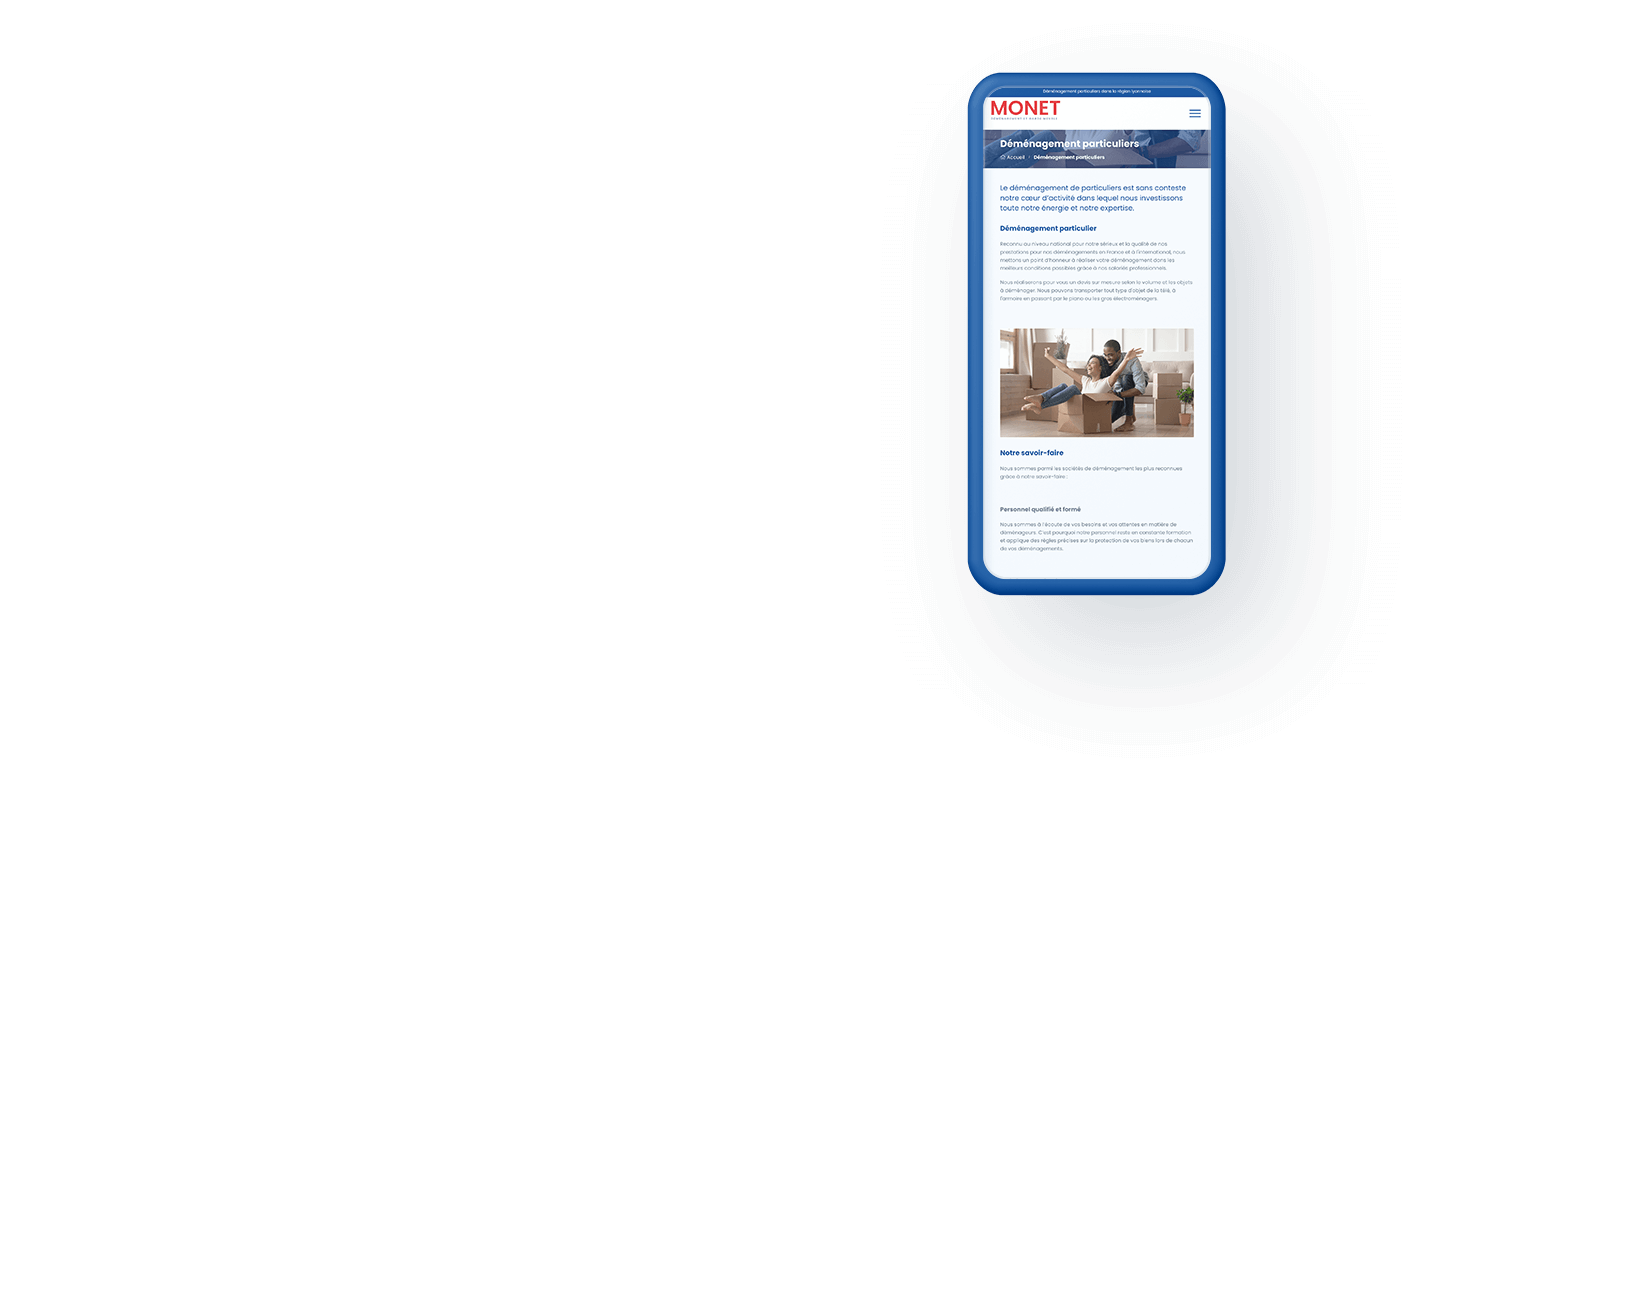 Déménagement particuliers dans la région lyonnaise
MONET
DÉMÉNAGEMENT ET GARDE MEUBLE
Déménagement particuliers
Accueil
Déménagement particuliers
Le déménagement de particuliers est sans conteste
notre cœur d'activité dans lequel nous investissons
toute notre énergie et notre expertise.
Déménagement particulier
Reconnu au niveau national pour notre sérieux et la qualité de nos
prestations pour nos déménagements en France et à l'international, nous
mettons un point d'honneur à réaliser votre déménagement dans les
meilleurs conditions possibles grâce à nos salariés professionnels.
Nous réaliserons pour vous un devis sur mesure selon le volume et les objets
à déménager. Nous pouvons transporter tout type d'objet de la télé, à
l'armoire en passant par le piano ou les gros électroménagers.
Notre savoir-faire
Nous sommes parmi les sociétés de déménagement les plus reconnues
grâce à notre savoir-faire :
Personnel qualifié et formé
Nous sommes à l'écoute de vos besoins et vos attentes en matière de
déménageurs. C'est pourquoi notre personnel reste en constante formation
et applique des règles précises sur la protection de vos biens lors de chacun
de vos déménagements.